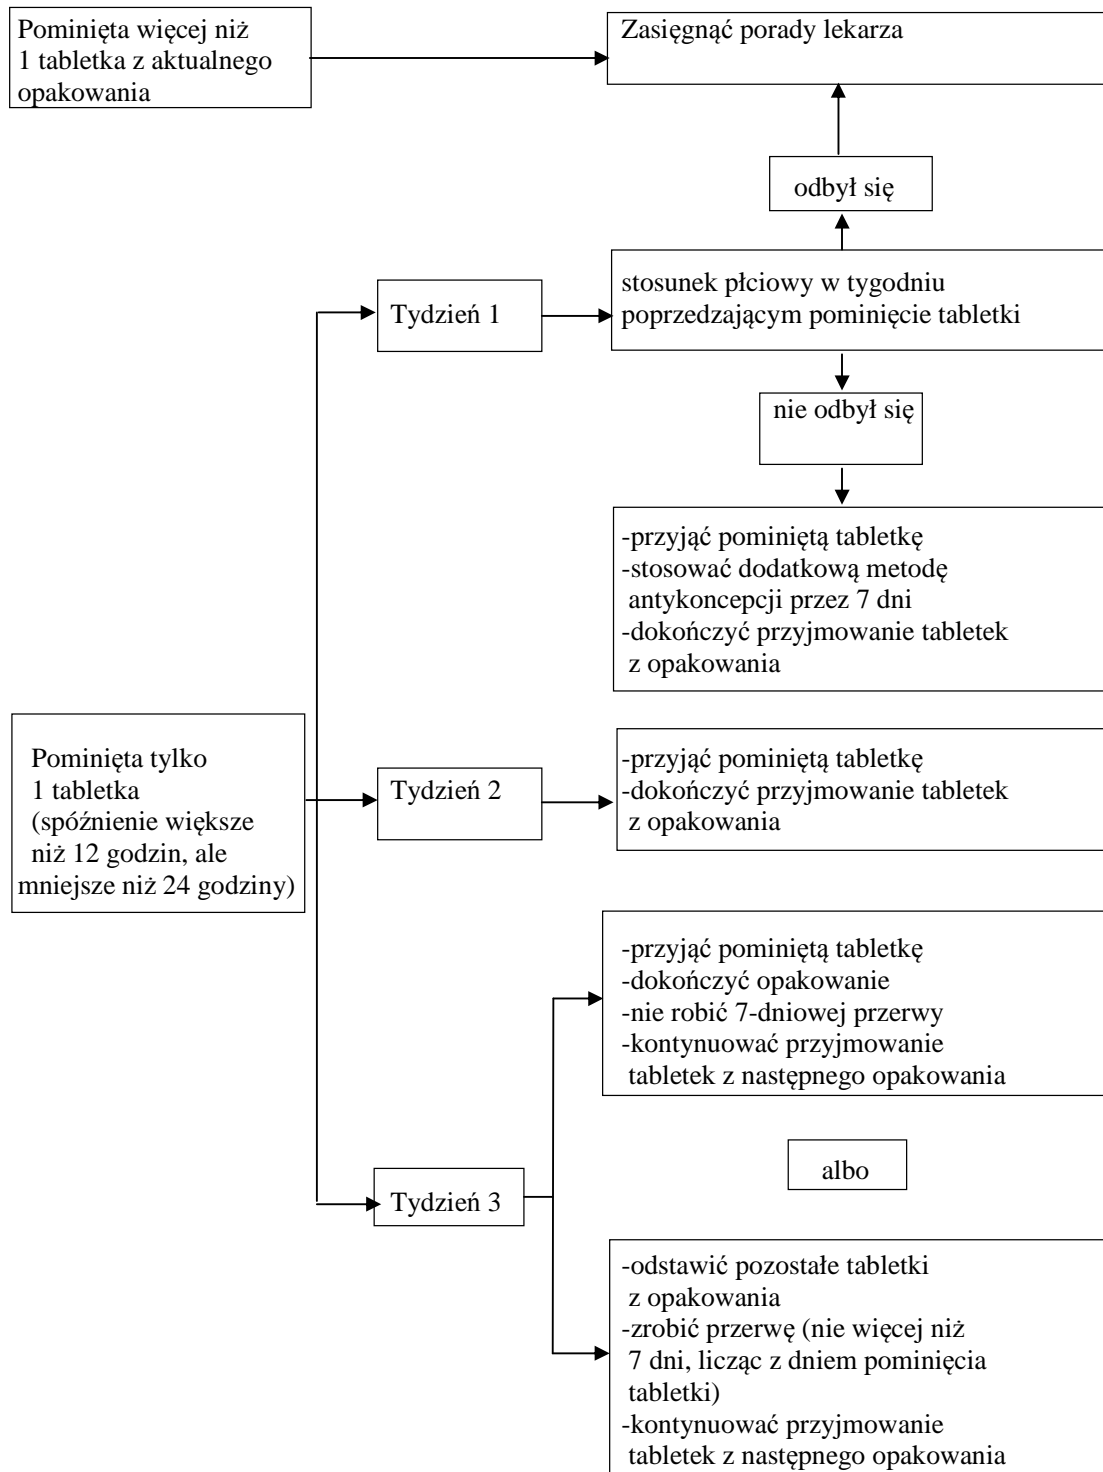 Pominięta więcej niż
1 tabletka z aktualnego
opakowania
Zasięgnąć porady lekarza
odbył się
stosunek płciowy w tygodniu
poprzedzającym pominięcie tabletki
Tydzień 1
nie odbył się
-przyjąć pominiętą tabletkę
-stosować dodatkową metodę
antykoncepcji przez 7 dni
-dokończyć przyjmowanie tabletek
z opakowania
Pominięta tylko
1 tabletka
(spóźnienie większe
niż 12 godzin, ale
mniejsze niż 24 godziny)
Tydzień 2
-przyjąć pominiętą tabletkę
-dokończyć przyjmowanie tabletek
z opakowania
-przyjąć pominiętą tabletkę
-dokończyć opakowanie
-nie robić 7-dniowej przerwy
-kontynuować przyjmowanie
tabletek z następnego opakowania
albo
Tydzień 3
-odstawić pozostałe tabletki
z opakowania
-zrobić przerwę (nie więcej niż
7 dni, licząc z dniem pominięcia
tabletki)
-kontynuować przyjmowanie
tabletek z następnego opakowania